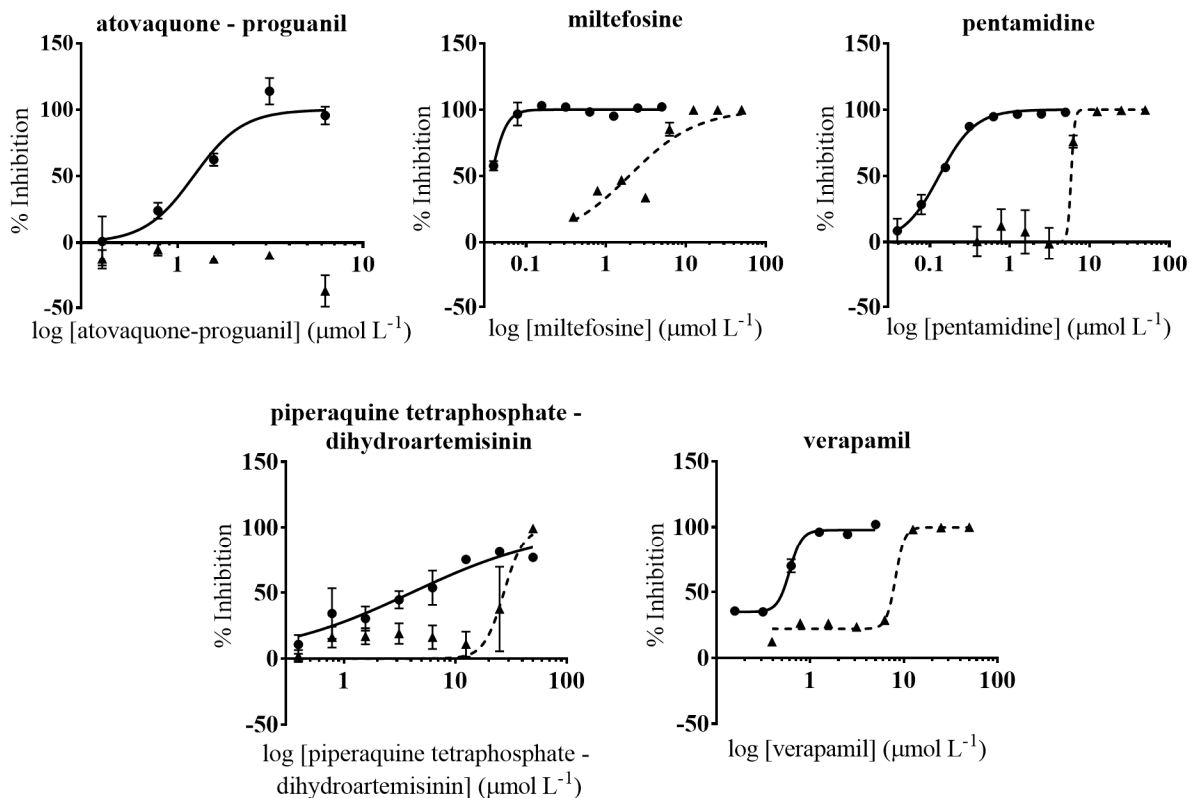 atovaquone - proguanil
150
100
50
0
-50
% Inhibition
1
10
log [atovaquone-proguanil] (μmol L-1)
miltefosine
150
100
50
0
-50
% Inhibition
0.1
1
10
100
log [miltefosine] (μmol L-1)
pentamidine
150
100
50
0
-50
% Inhibition
0.1
1
10
100
log [pentamidine] (μmol L-1)
piperaquine tetraphosphate -
dihydroartemisinin
150
100
50
0
-50
% Inhibition
1
10
100
log [piperaquine tetraphosphate -
dihydroartemisinin] (μmol L-1)
verapamil
150
100
50
0
-50
% Inhibition
1
10
100
log [verapamil] (μmol L-1)